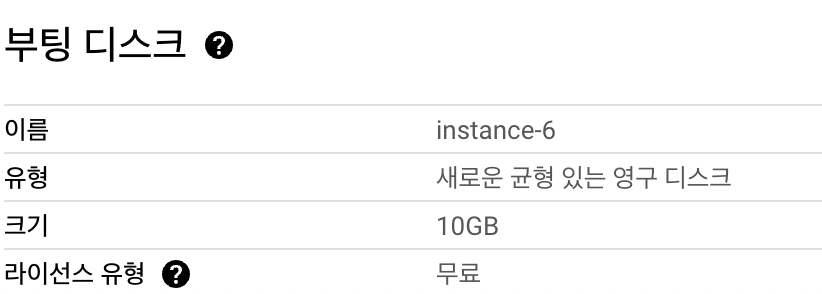 부팅 디스크
이름 instance-6
유형 새로운 균형 있는 영구 디스크
크기 10GB
라이선스 유형 무료